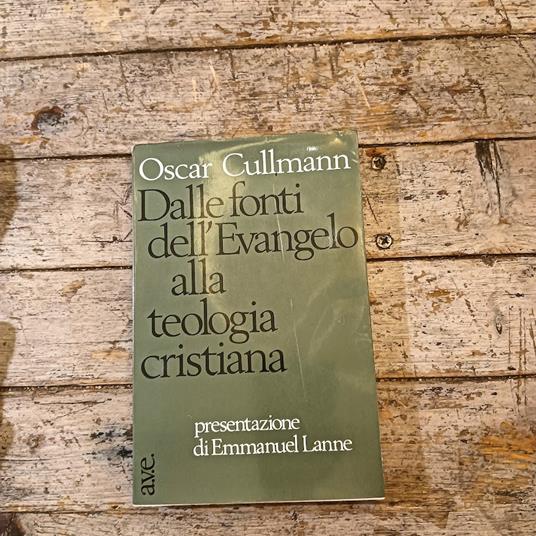 Oscar Cullmann
Dalle fonti
dell'Evangelo
alla
teologia
cristiana
presentazione
di Emmanuel Lanne
a.v.e.